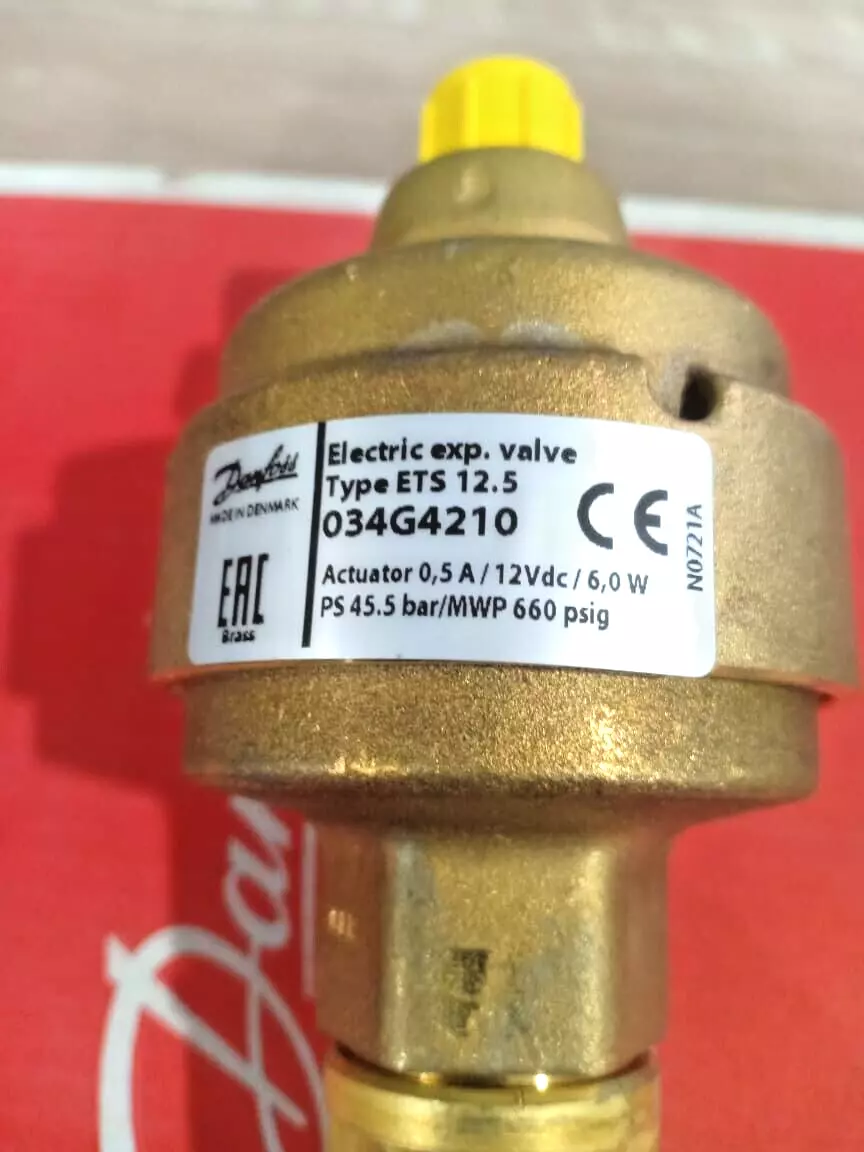 Danfoss
MADE IN DENMARK
EAC
Brass
Electric exp. valve
Type ETS 12.5
034G4210
CE
Actuator 0,5 A / 12Vdc / 6,0 W
PS 45.5 bar/MWP 660 psig
N0721A
Dan